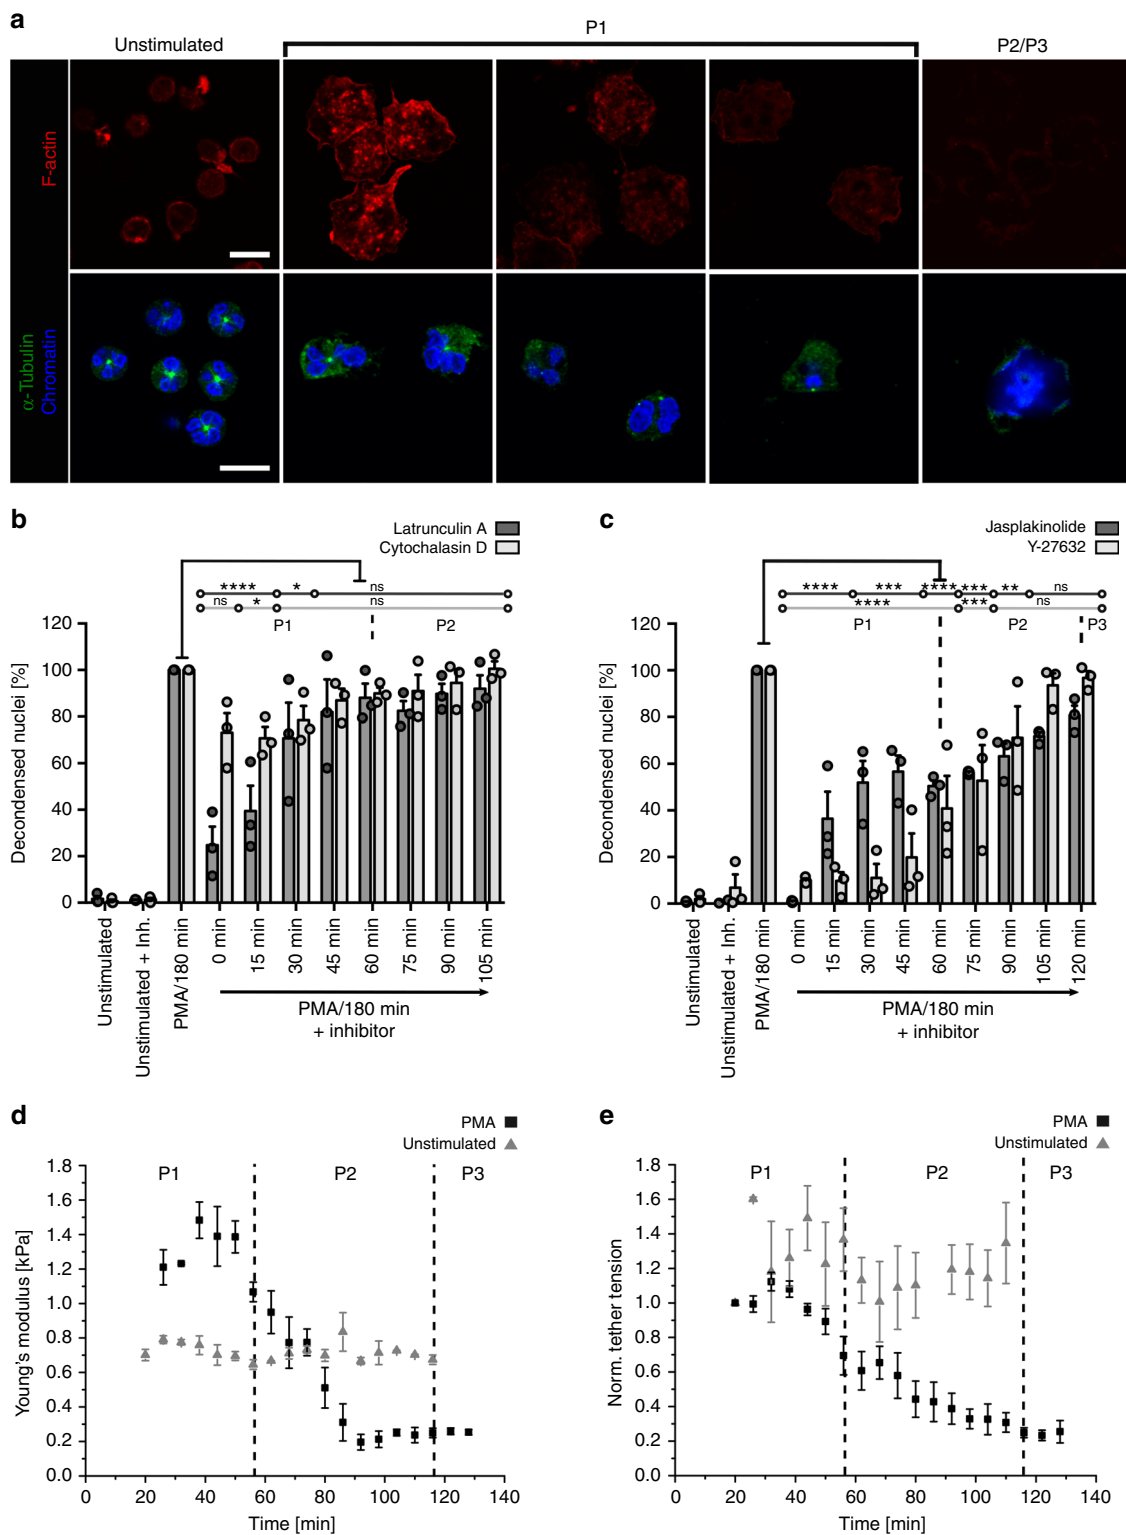 a
P1
Unstimulated
P2/P3
F-actin
α-Tubulin
Chromatin
b
Latrunculin A
Cytochalasin D
**** * ns
ns * ns
P1 P2
Decondensed nuclei [%]
120
100
80
60
40
20
0
Unstimulated
Unstimulated + Inh.
PMA/180 min
0 min
15 min
30 min
45 min
60 min
75 min
90 min
105 min
PMA/180 min
+ inhibitor
c
Jasplakinolide
Y-27632
**** *** **** *** ** ns
**** *** ns
P1 P2 P3
Decondensed nuclei [%]
120
100
80
60
40
20
0
Unstimulated
Unstimulated + Inh.
PMA/180 min
0 min
15 min
30 min
45 min
60 min
75 min
90 min
105 min
120 min
PMA/180 min
+ inhibitor
d
PMA
Unstimulated
P1 P2 P3
Young's modulus [kPa]
1.8
1.6
1.4
1.2
1.0
0.8
0.6
0.4
0.2
0.0
0 20 40 60 80 100 120 140
Time [min]
e
PMA
Unstimulated
P1 P2 P3
Norm. tether tension
1.8
1.6
1.4
1.2
1.0
0.8
0.6
0.4
0.2
0.0
0 20 40 60 80 100 120 140
Time [min]